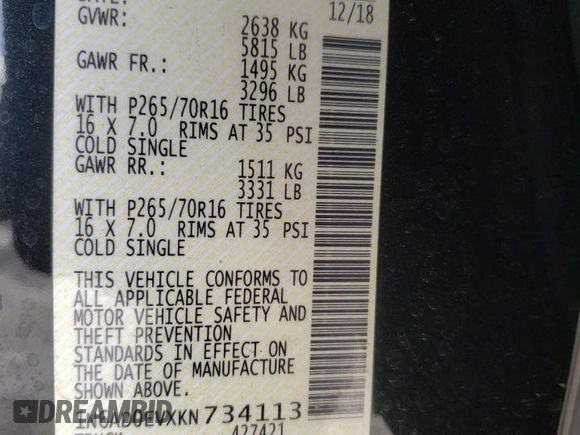 12/18
GVWR: 2638 KG
5815 LB
GAWR FR.: 1495 KG
3296 LB
WITH P265/70R16 TIRES
16 X 7.0 RIMS AT 35 PSI
COLD SINGLE
GAWR RR.: 1511 KG
3331 LB
WITH P265/70R16 TIRES
16 X 7.0 RIMS AT 35 PSI
COLD SINGLE
THIS VEHICLE CONFORMS TO
ALL APPLICABLE FEDERAL
MOTOR VEHICLE SAFETY AND
THEFT PREVENTION
STANDARDS IN EFFECT ON
THE DATE OF MANUFACTURE
SHOWN ABOVE.
1N6AD0EVXKN734113
427421
DREAMBID